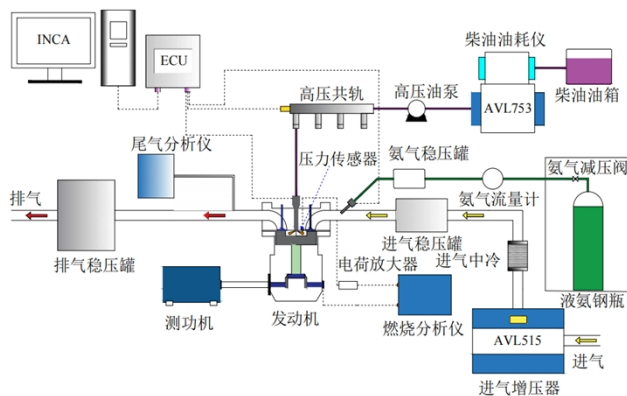 INCA
ECU
柴油油耗仪
高压共轨
高压油泵
AVL753
柴油油箱
尾气分析仪
压力传感器
氨气稳压罐
氨气减压阀
氨气流量计
排气
排气稳压罐
进气稳压罐
进气中冷
电荷放大器
液氨钢瓶
测功机
发动机
燃烧分析仪
AVL515
进气
进气增压器